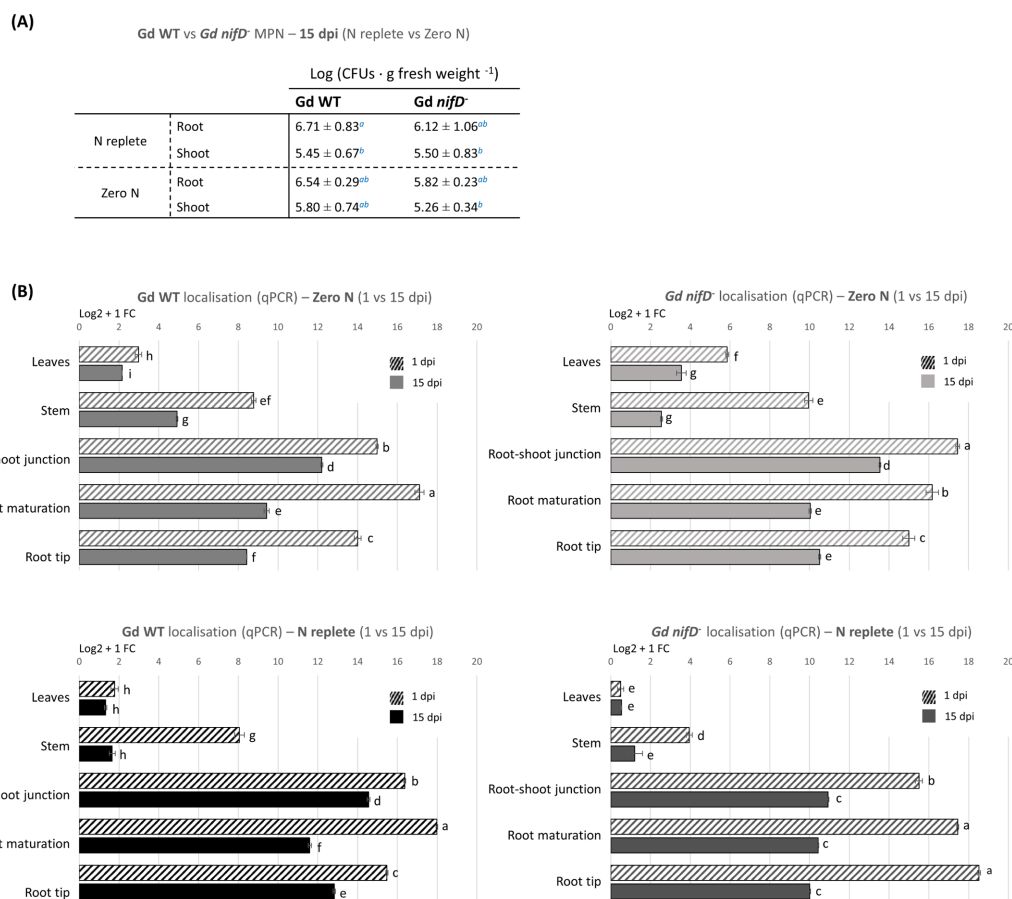 (A)
Gd WT vs Gd nifD- MPN – 15 dpi (N replete vs Zero N)
Log (CFUs · g fresh weight -1)
Gd WT Gd nifD-
N replete Root 6.71 ± 0.83a 6.12 ± 1.06ab
Shoot 5.45 ± 0.67b 5.50 ± 0.83b
Zero N Root 6.54 ± 0.29ab 5.82 ± 0.23ab
Shoot 5.80 ± 0.74ab 5.26 ± 0.34b
(B)
Gd WT localisation (qPCR) – Zero N (1 vs 15 dpi)
Log2 + 1 FC
0 2 4 6 8 10 12 14 16 18 20
Leaves h
i
1 dpi
15 dpi
Stem ef
g
oot junction b
d
t maturation a
e
Root tip c
f
Gd nifD- localisation (qPCR) – Zero N (1 vs 15 dpi)
Log2 + 1 FC
0 2 4 6 8 10 12 14 16 18 20
Leaves f
g
1 dpi
15 dpi
Stem e
g
Root-shoot junction a
d
Root maturation b
e
Root tip c
e
Gd WT localisation (qPCR) – N replete (1 vs 15 dpi)
Log2 + 1 FC
0 2 4 6 8 10 12 14 16 18 20
Leaves h
h
1 dpi
15 dpi
Stem g
h
oot junction b
d
t maturation a
f
Root tip c
e
Gd nifD- localisation (qPCR) – N replete (1 vs 15 dpi)
Log2 + 1 FC
0 2 4 6 8 10 12 14 16 18 20
Leaves e
e
1 dpi
15 dpi
Stem d
e
Root-shoot junction b
c
Root maturation a
c
Root tip a
c